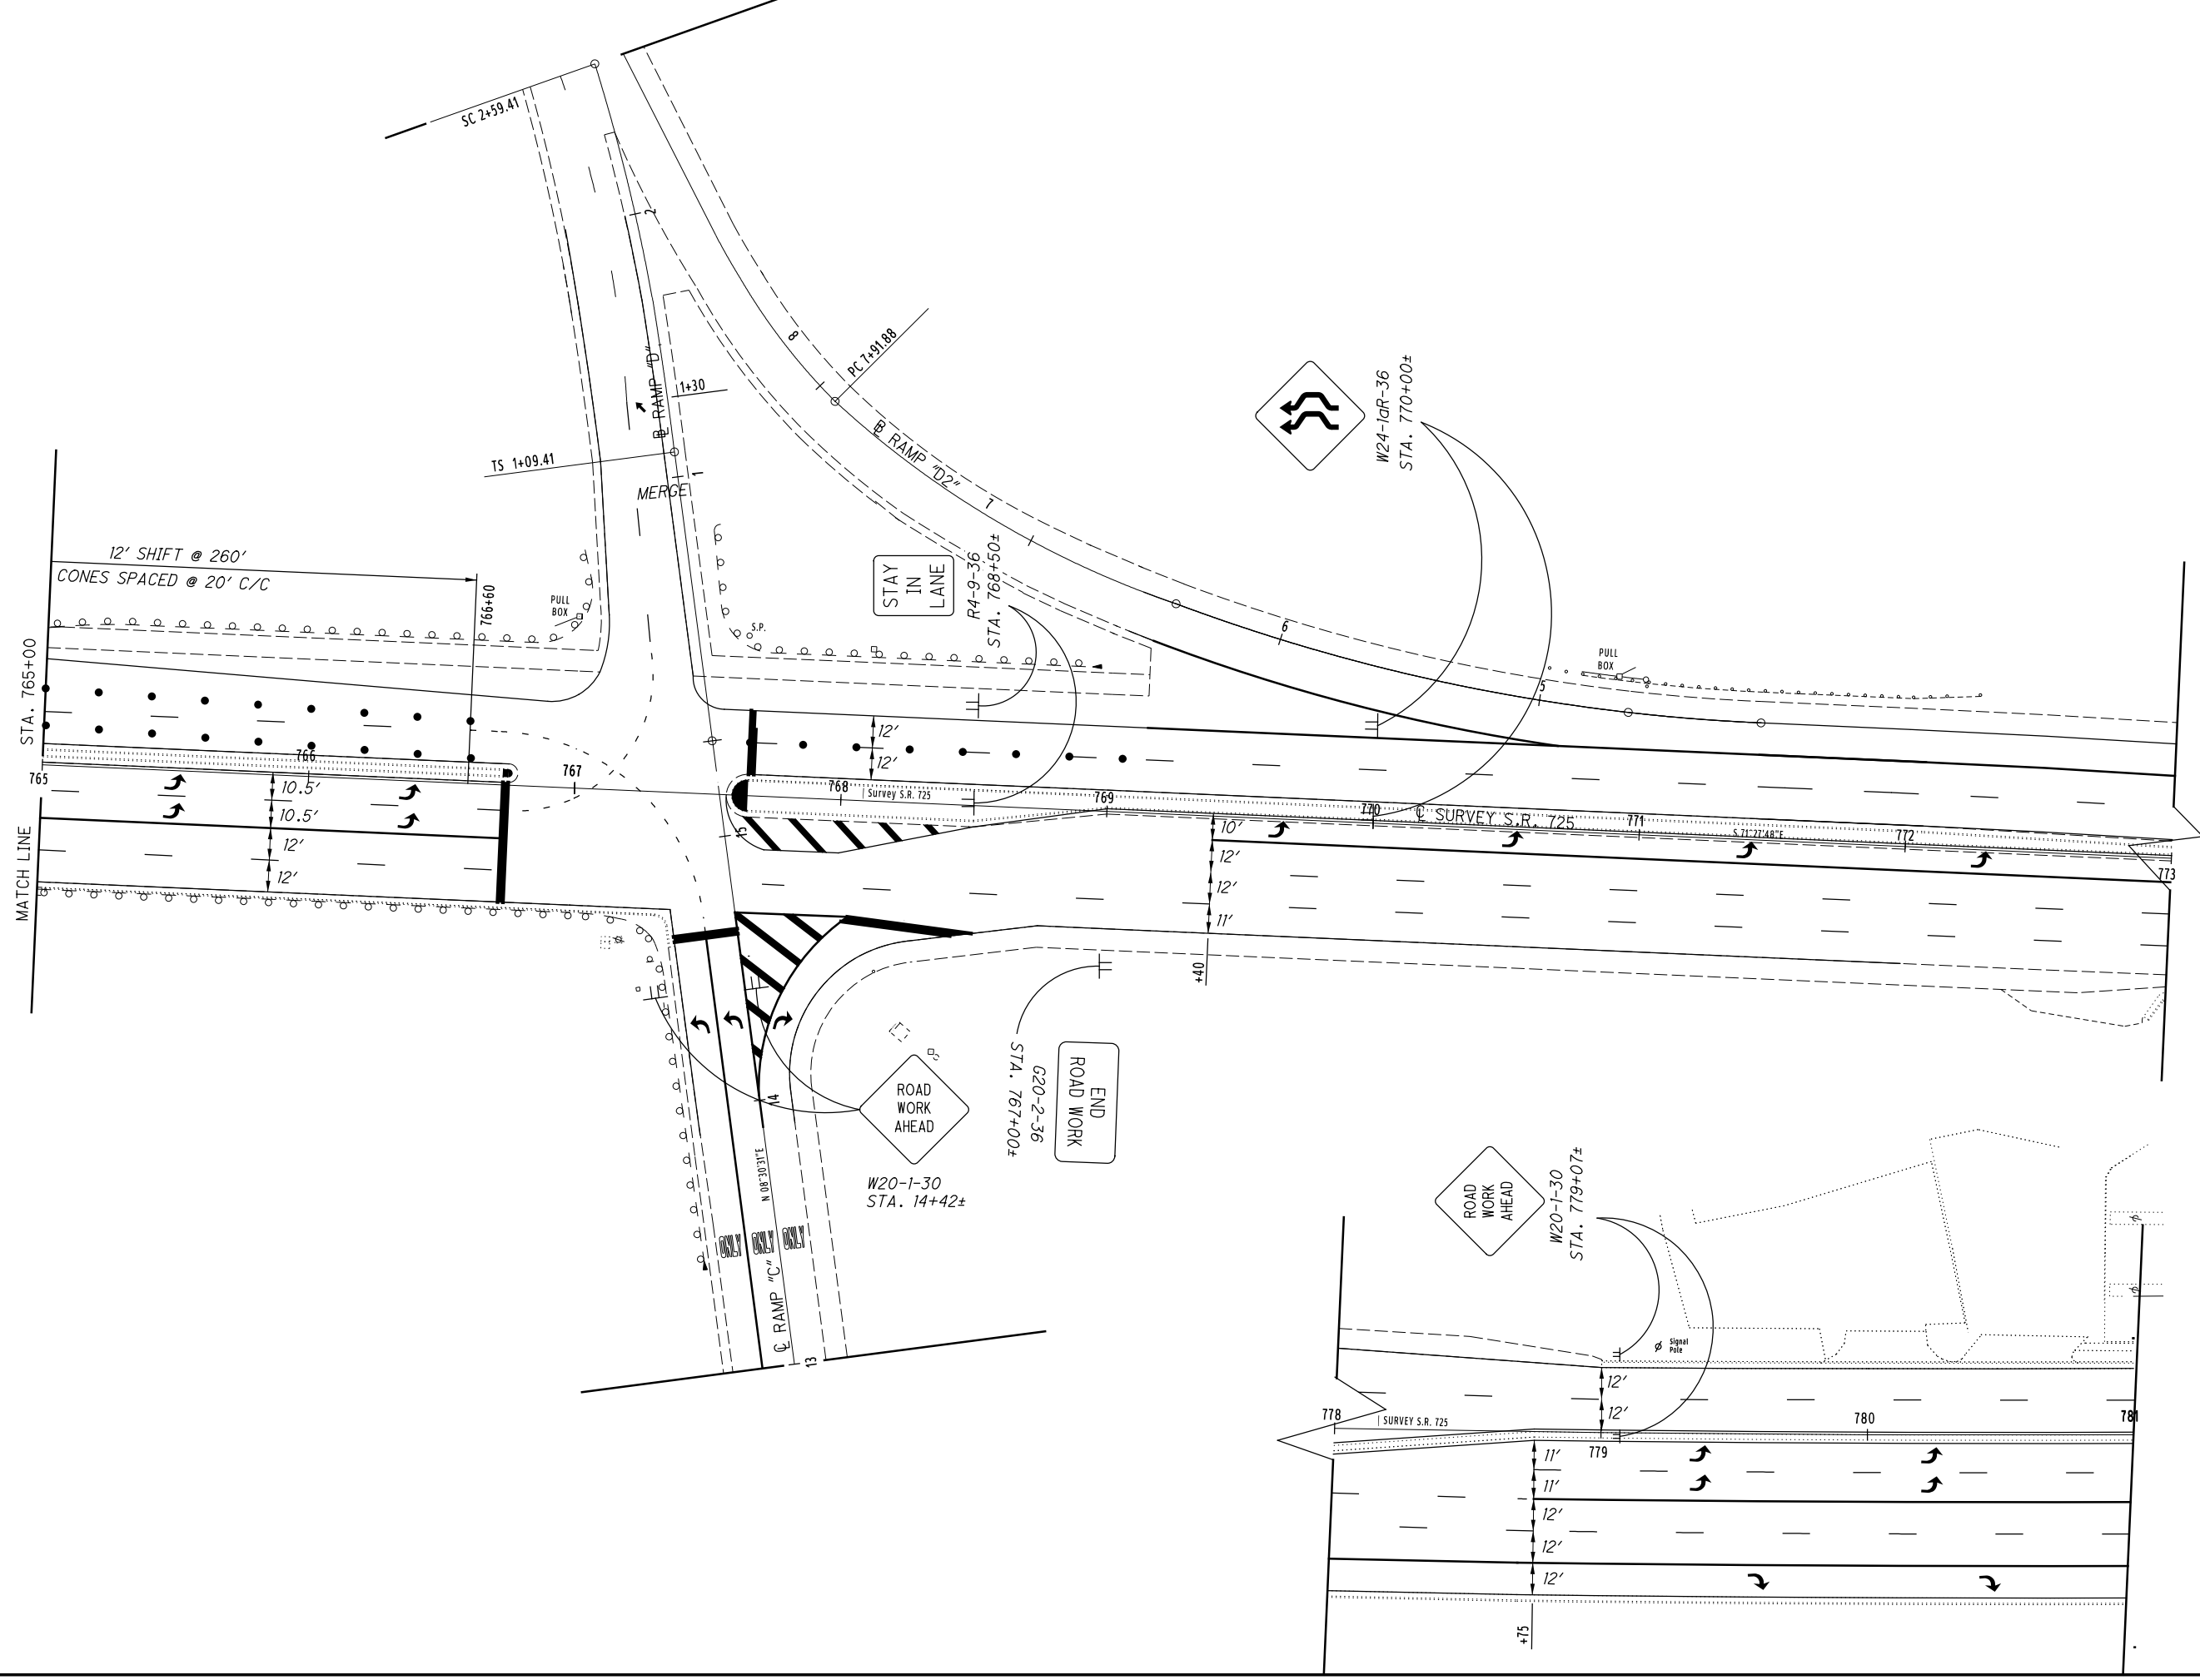 SC 2+59.41
2
8
PC 7+91.88
℄ RAMP "D"
1+30
TS 1+09.41
1
MERGE
B RAMP "D2"
7
6
5
W24-1aR-36
STA. 770+00±
STAY
IN
LANE
R4-9-36
STA. 768+50±
12' SHIFT @ 260'
CONES SPACED @ 20' C/C
766+60
PULL
BOX
S.P.
PULL
BOX
STA. 765+00
MATCH LINE
765
766
767
768
Survey S.R. 725
769
770
℄ SURVEY S.R. 725
771
S 71°27'48"E
772
773
12'
12'
10.5'
10.5'
12'
12'
10'
12'
12'
11'
+40
15
14
13
N 08°30'31"E
ONLY
ONLY
ONLY
℄ RAMP "C"
ROAD
WORK
AHEAD
W20-1-30
STA. 14+42±
END
ROAD WORK
G20-2-36
STA. 767+00±
ROAD
WORK
AHEAD
W20-1-30
STA. 779+07±
Signal
Pole
778
SURVEY S.R. 725
779
780
781
12'
12'
11'
11'
12'
12'
12'
+75